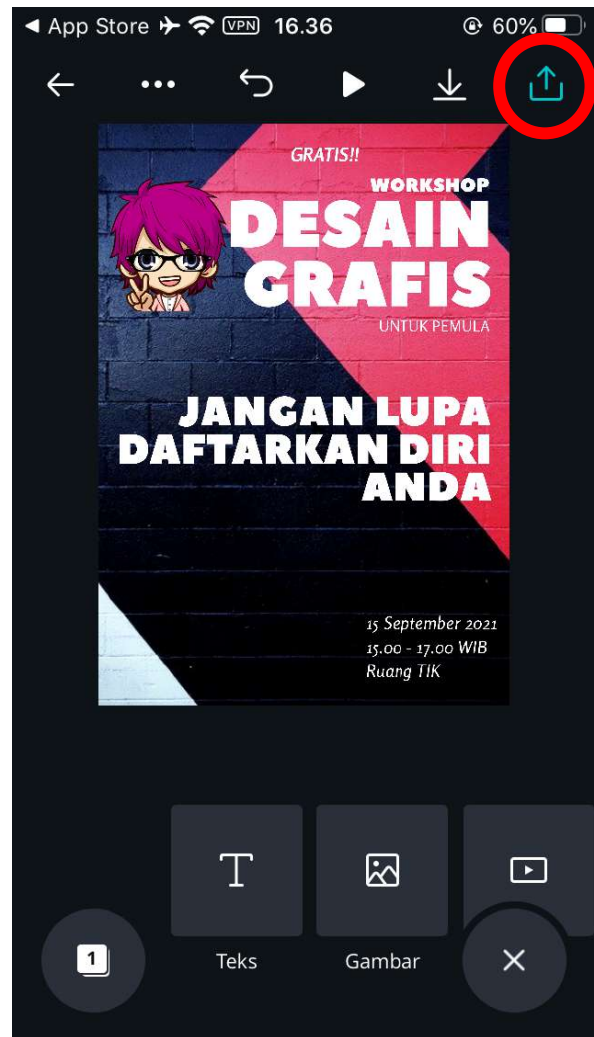 App Store VPN 16.36 60%
GRATIS!!
WORKSHOP
DESAIN
GRAFIS
UNTUK PEMULA
JANGAN LUPA
DAFTARKAN DIRI
ANDA
15 September 2021
15.00 - 17.00 WIB
Ruang TIK
T
1
Teks
Gambar